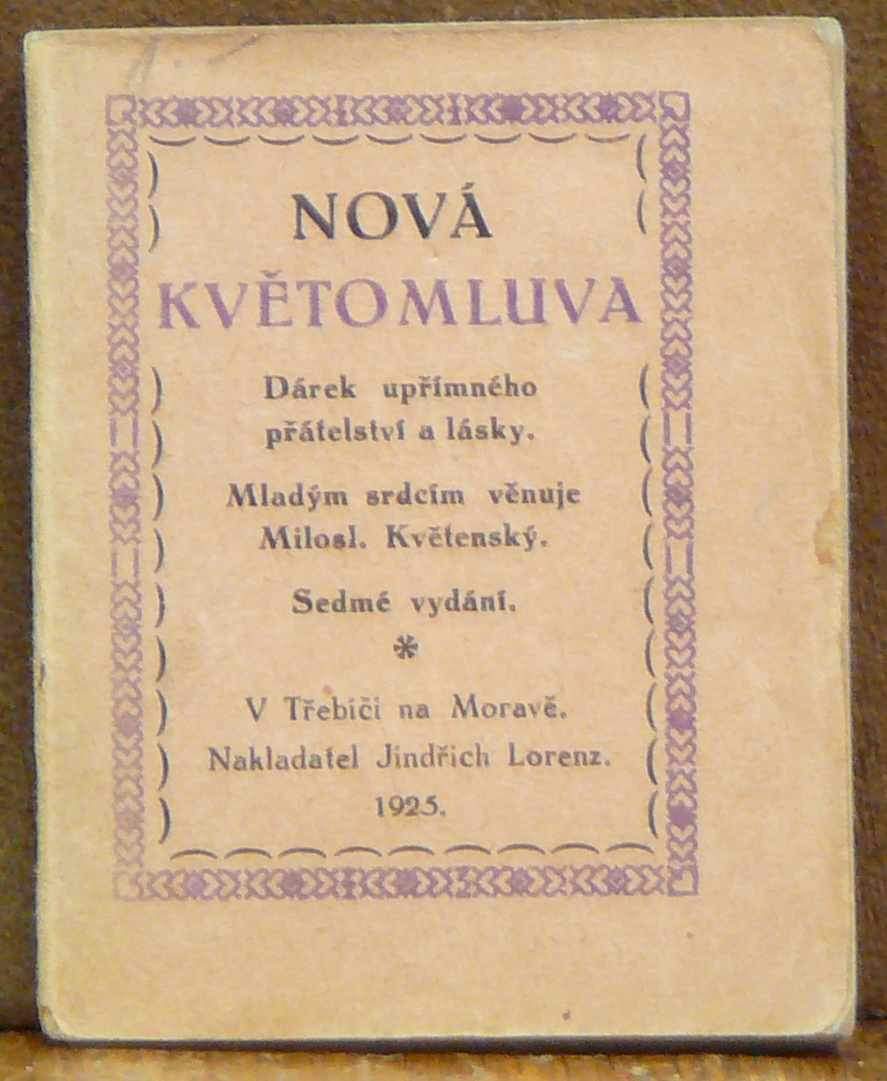 NOVÁ
KVĚTOMLUVA
Dárek upřímného
přátelství a lásky.
Mladým srdcím věnuje
Milosl. Květenský.
Sedmé vydání.
*
V Třebíči na Moravě.
Nakladatel Jindřich Lorenz.
1925.